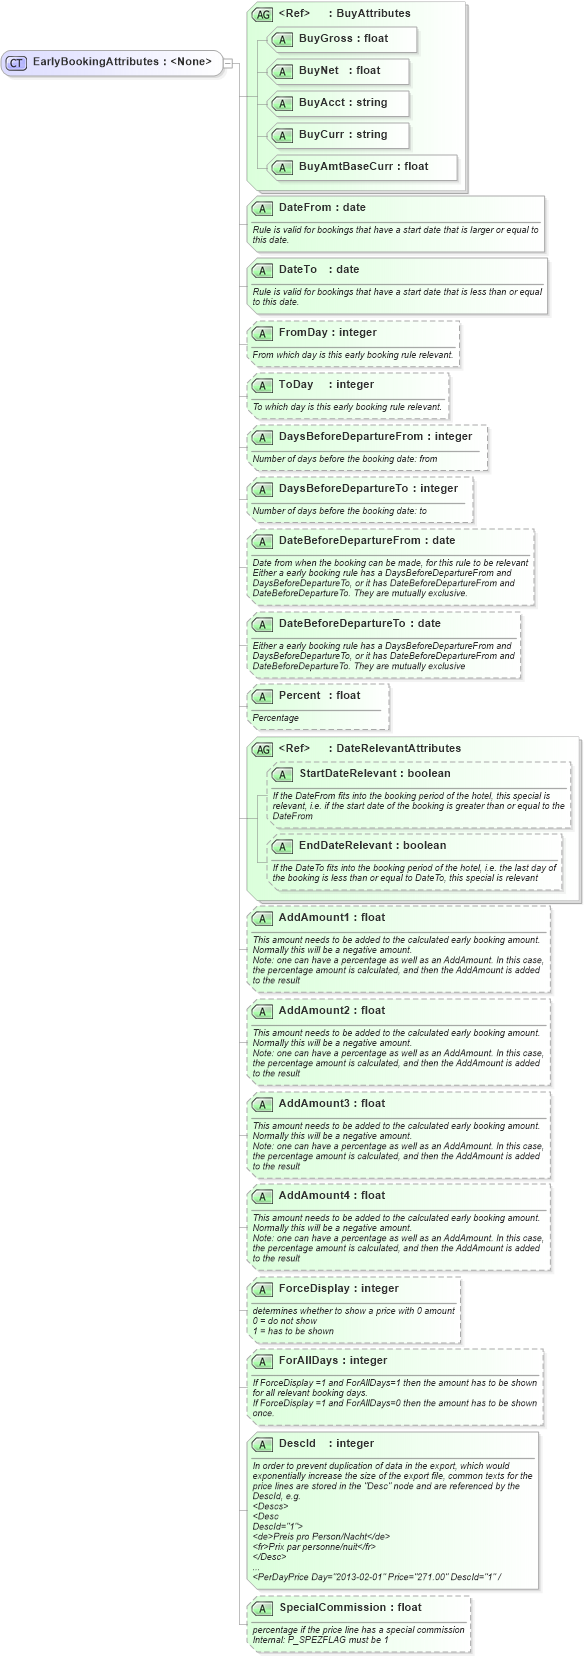 CT EarlyBookingAttributes : <None>
AG <Ref> : BuyAttributes
A BuyGross : float
A BuyNet : float
A BuyAcct : string
A BuyCurr : string
A BuyAmtBaseCurr : float
A DateFrom : date
Rule is valid for bookings that have a start date that is larger or equal to
this date.
A DateTo : date
Rule is valid for bookings that have a start date that is less than or equal
to this date.
A FromDay : integer
From which day is this early booking rule relevant.
A ToDay : integer
To which day is this early booking rule relevant.
A DaysBeforeDepartureFrom : integer
Number of days before the booking date: from
A DaysBeforeDepartureTo : integer
Number of days before the booking date: to
A DateBeforeDepartureFrom : date
Date from when the booking can be made, for this rule to be relevant
Either a early booking rule has a DaysBeforeDepartureFrom and
DaysBeforeDepartureTo, or it has DateBeforeDepartureFrom and
DateBeforeDepartureTo. They are mutually exclusive.
A DateBeforeDepartureTo : date
Either a early booking rule has a DaysBeforeDepartureFrom and
DaysBeforeDepartureTo, or it has DateBeforeDepartureFrom and
DateBeforeDepartureTo. They are mutually exclusive
A Percent : float
Percentage
AG <Ref> : DateRelevantAttributes
A StartDateRelevant : boolean
If the DateFrom fits into the booking period of the hotel, this special is
relevant, i.e. if the start date of the booking is greater than or equal to the
DateFrom
A EndDateRelevant : boolean
If the DateTo fits into the booking period of the hotel, i.e. the last day of
the booking is less than or equal to DateTo, this special is relevant
A AddAmount1 : float
This amount needs to be added to the calculated early booking amount.
Normally this will be a negative amount.
Note: one can have a percentage as well as an AddAmount. In this case,
the percentage amount is calculated, and then the AddAmount is added
to the result
A AddAmount2 : float
This amount needs to be added to the calculated early booking amount.
Normally this will be a negative amount.
Note: one can have a percentage as well as an AddAmount. In this case,
the percentage amount is calculated, and then the AddAmount is added
to the result
A AddAmount3 : float
This amount needs to be added to the calculated early booking amount.
Normally this will be a negative amount.
Note: one can have a percentage as well as an AddAmount. In this case,
the percentage amount is calculated, and then the AddAmount is added
to the result
A AddAmount4 : float
This amount needs to be added to the calculated early booking amount.
Normally this will be a negative amount.
Note: one can have a percentage as well as an AddAmount. In this case,
the percentage amount is calculated, and then the AddAmount is added
to the result
A ForceDisplay : integer
determines whether to show a price with 0 amount
0 = do not show
1 = has to be shown
A ForAllDays : integer
If ForceDisplay =1 and ForAllDays=1 then the amount has to be shown
for all relevant booking days.
If ForceDisplay =1 and ForAllDays=0 then the amount has to be shown
once.
A DescId : integer
In order to prevent duplication of data in the export, which would
exponentially increase the size of the export file, common texts for the
price lines are stored in the "Desc" node and are referenced by the
DescId, e.g.
<Descs>
<Desc
DescId="1">
<de>Preis pro Person/Nacht</de>
<fr>Prix par personne/nuit</fr>
</Desc>
...
<PerDayPrice Day="2013-02-01" Price="271.00" DescId="1" /
A SpecialCommission : float
percentage if the price line has a special commission
Internal: P_SPEZFLAG must be 1